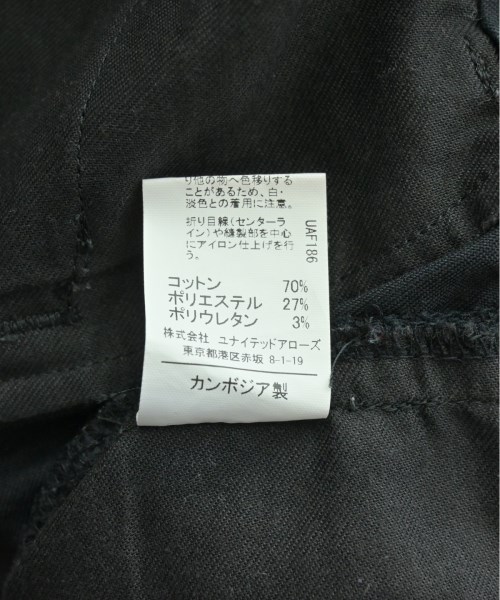 り他の物へ色移りする
ことがあるため、白・
淡色との着用に注意。
折り目線(センターラ
イン)や縫製部を中心
にアイロン仕上げを行
う。
UAF186
コットン 70%
ポリエステル 27%
ポリウレタン 3%
株式会社 ユナイテッドアローズ
東京都港区赤坂 8-1-19
カンボジア製